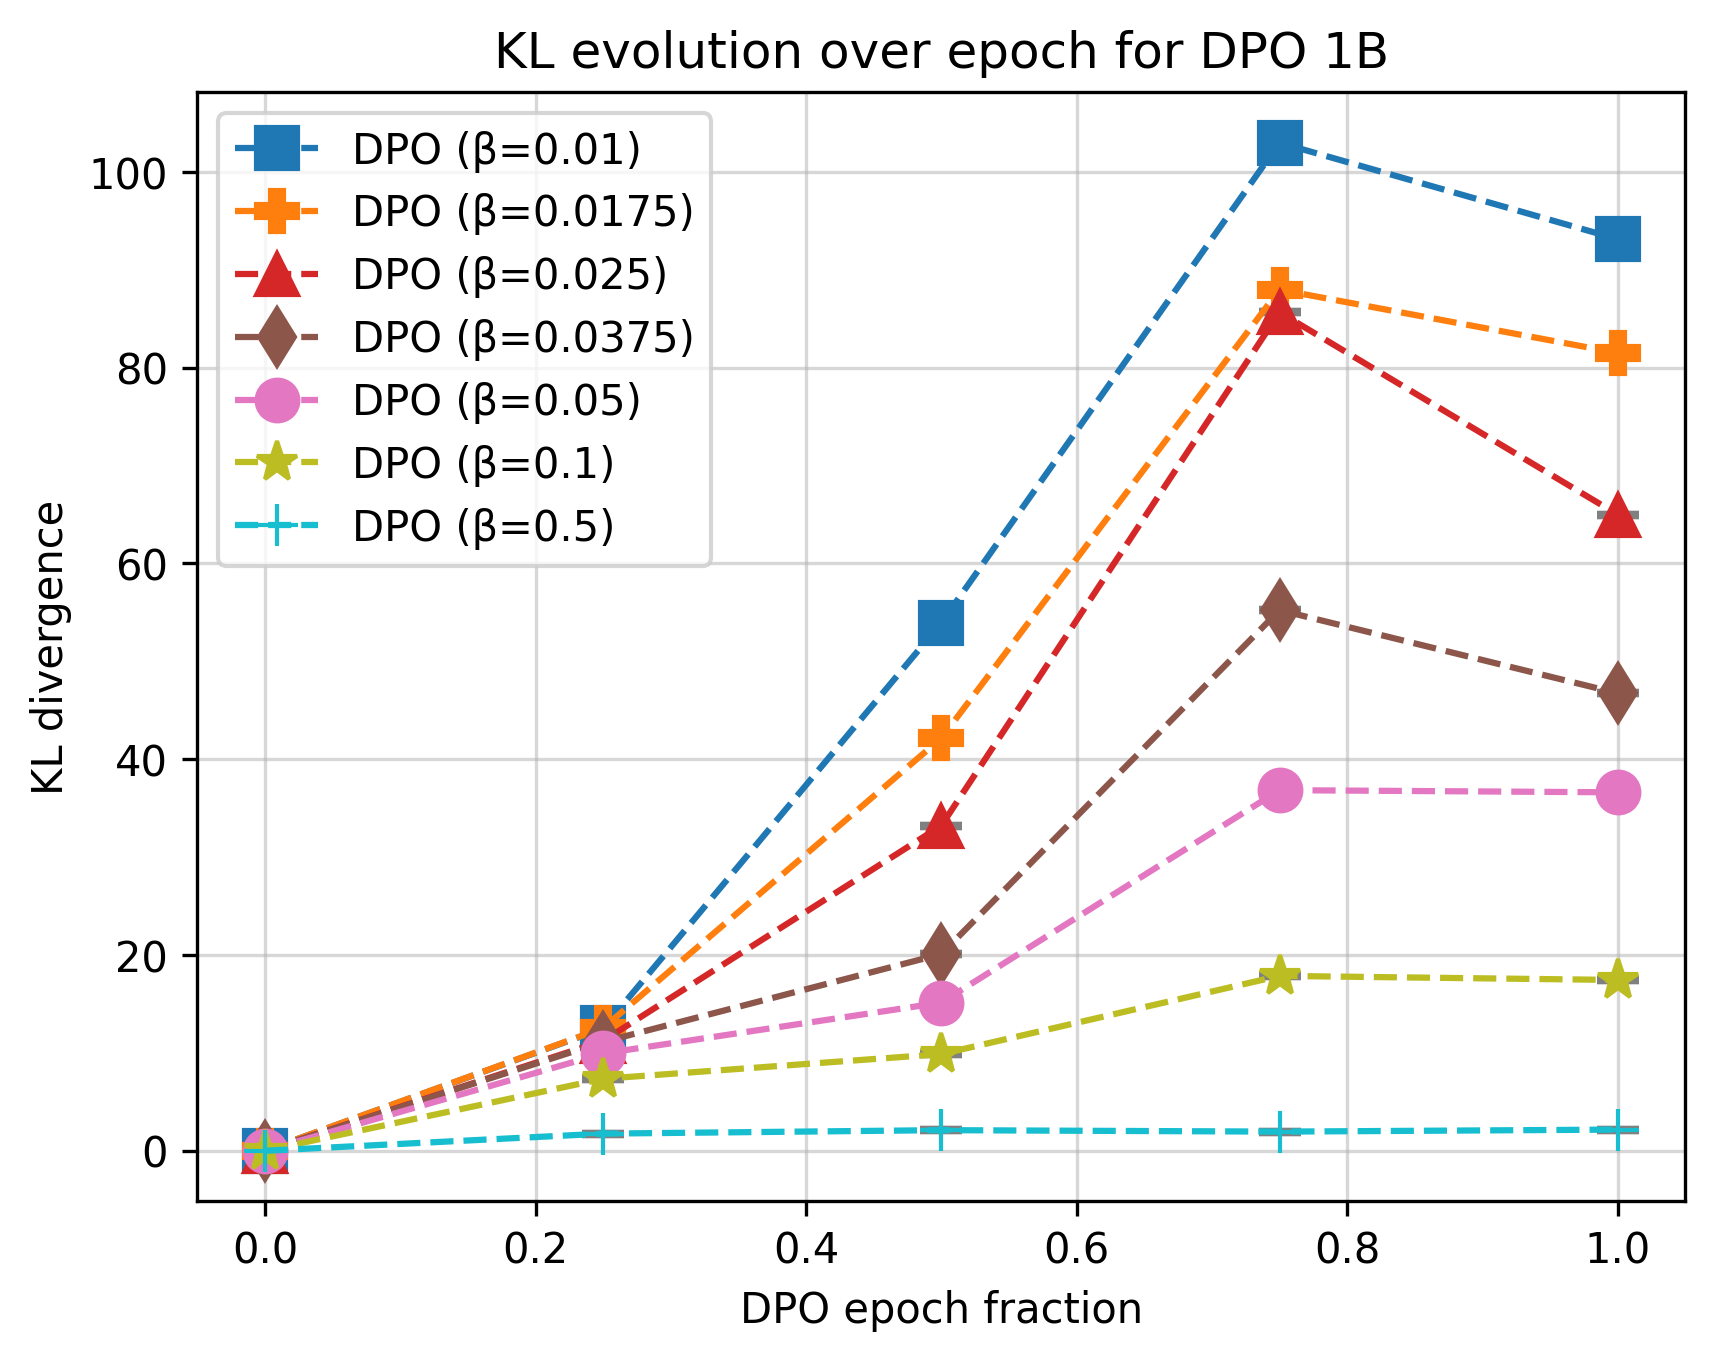 KL evolution over epoch for DPO 1B
DPO (β=0.01)
DPO (β=0.0175)
DPO (β=0.025)
DPO (β=0.0375)
DPO (β=0.05)
DPO (β=0.1)
DPO (β=0.5)
KL divergence
100
80
60
40
20
0
0.0 0.2 0.4 0.6 0.8 1.0
DPO epoch fraction